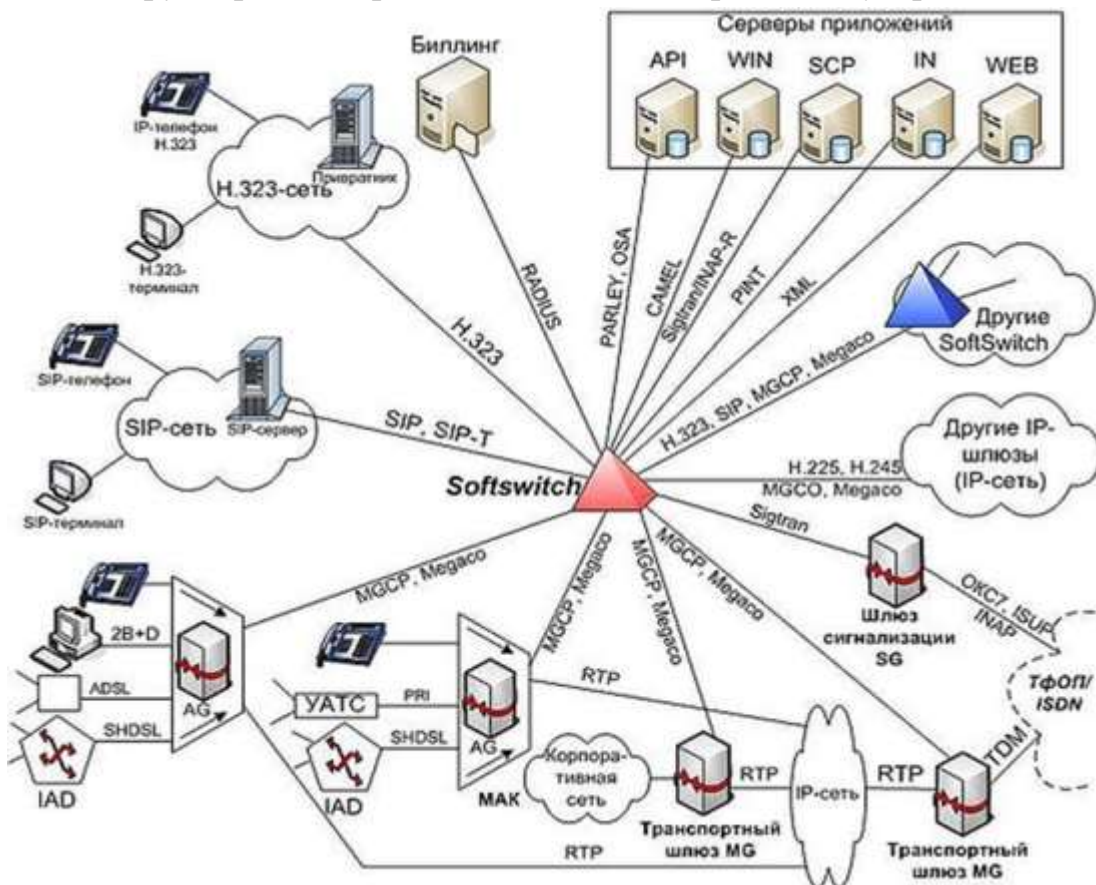 Биллинг
Серверы приложений
API
WIN
SCP
IN
WEB
IP-телефон
H.323
Привратник
H.323-сеть
H.323-
терминал
RADIUS
PARLEY, OSA
CAMEL
Sigtran/INAP-R
PINT
XML
H.323
Другие
SoftSwitch
H.323, SIP, MGCP, Megaco
SIP-телефон
SIP-сеть
SIP-сервер
SIP-терминал
SIP, SIP-T
Softswitch
Другие IP-
шлюзы
(IP-сеть)
H.225, H.245
MGCO, Megaco
Sigtran
Шлюз
сигнализации
SG
ОКС7, ISUP
INAP
ТфОП/
ISDN
MGCP, Megaco
MGCP, Megaco
MGCP, Megaco
MGCP, Megaco
2B+D
ADSL
SHDSL
AG
IAD
УАТС
PRI
SHDSL
AG
IAD
МАК
RTP
Корпора-
тивная
сеть
RTP
IP-сеть
RTP
TDM
Транспортный
шлюз MG
Транспортный
шлюз MG
RTP